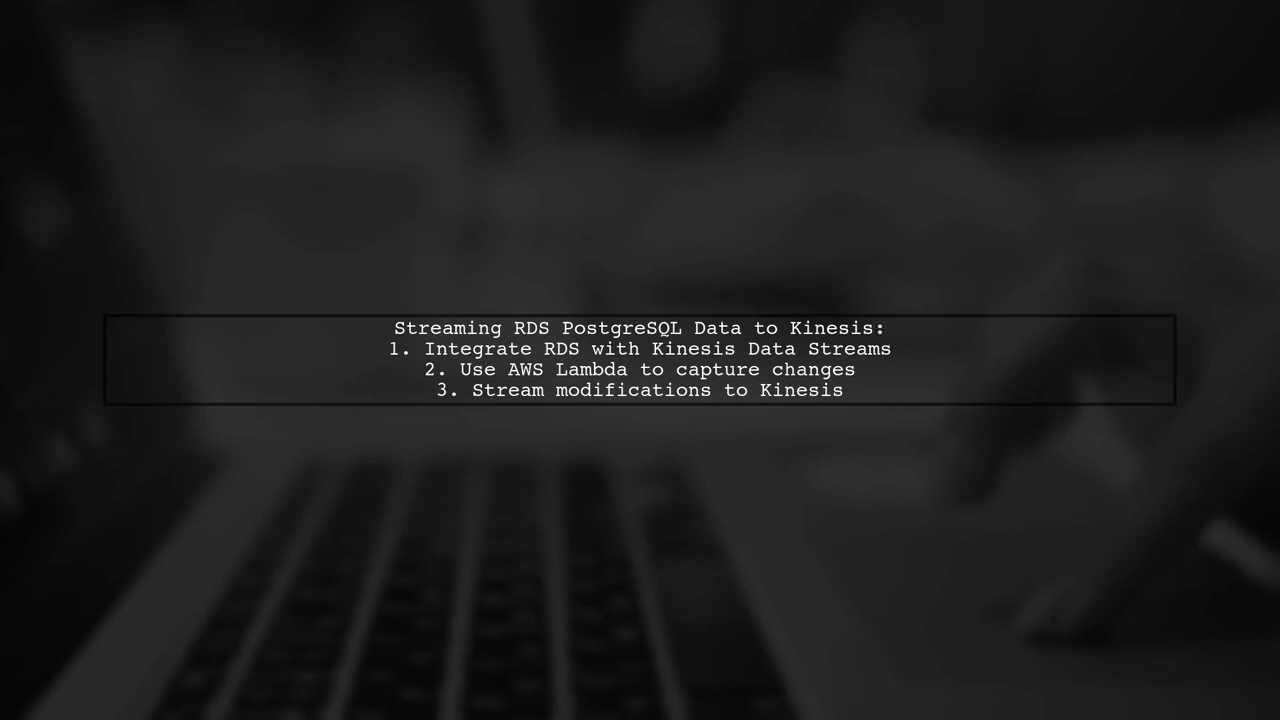 Streaming RDS PostgreSQL Data to Kinesis:
1. Integrate RDS with Kinesis Data Streams
2. Use AWS Lambda to capture changes
3. Stream modifications to Kinesis